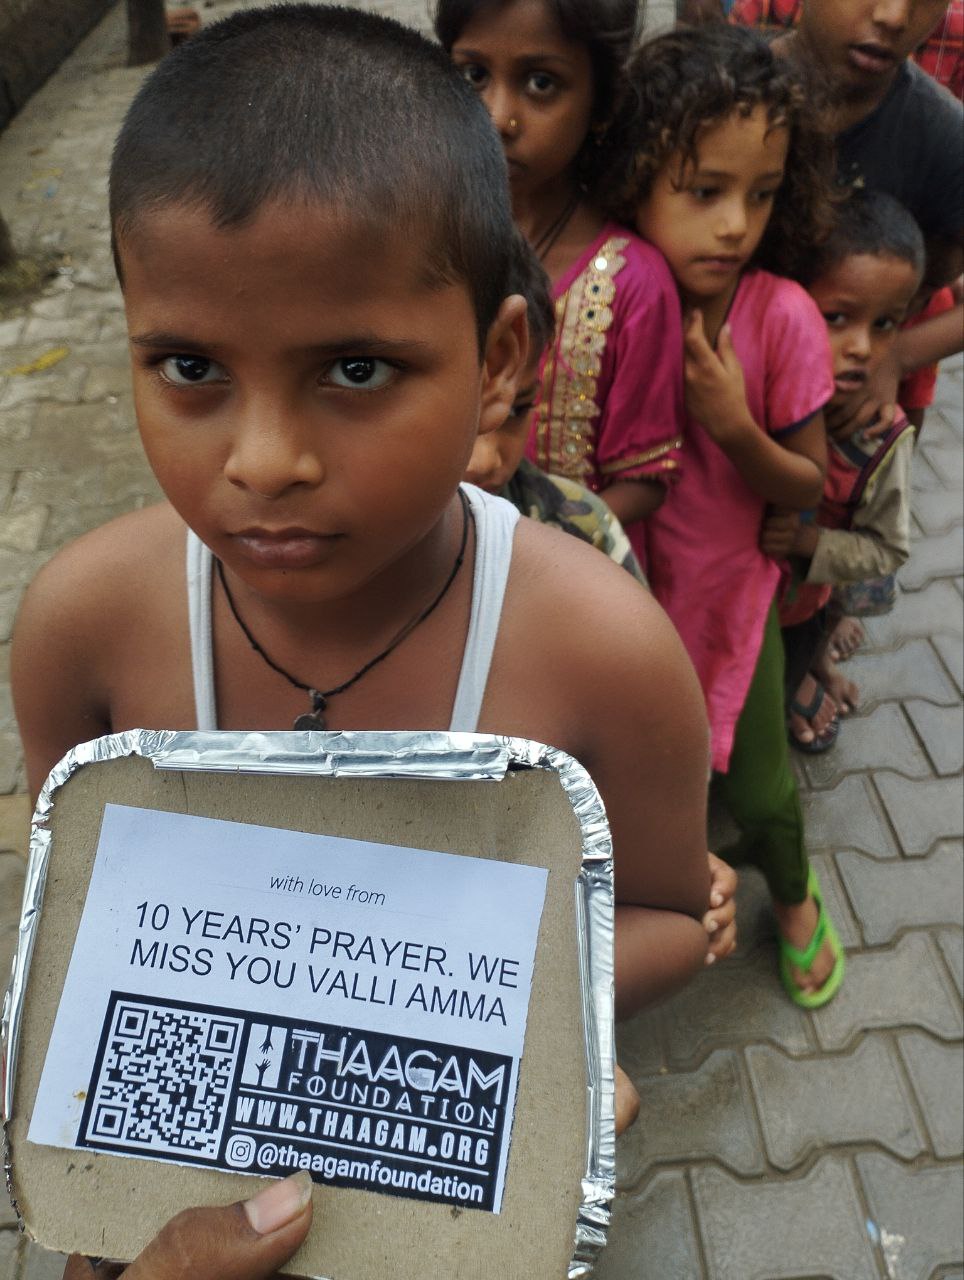 with love from
10 YEARS’ PRAYER. WE
MISS YOU VALLI AMMA
THAAGAM
FOUNDATION
WWW.THAAGAM.ORG
@thaagamfoundation